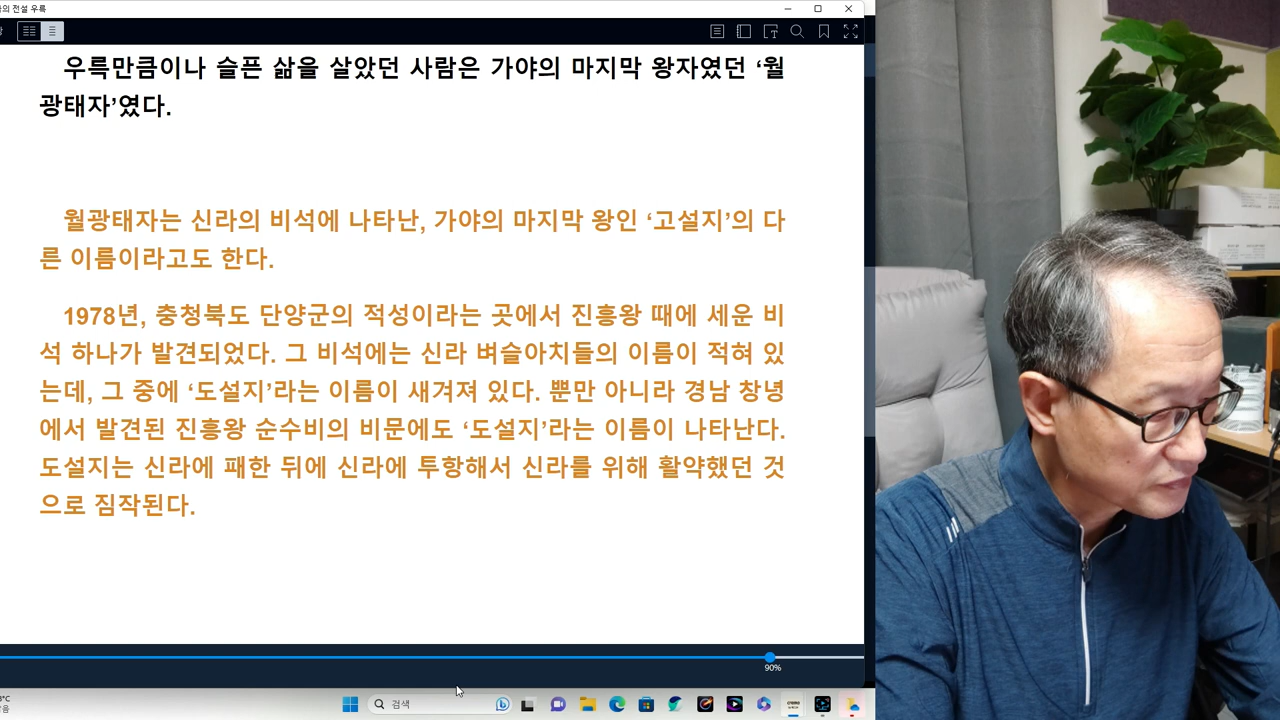 의 전설 우륵
우륵만큼이나 슬픈 삶을 살았던 사람은 가야의 마지막 왕자였던 ‘월
광태자’였다.
월광태자는 신라의 비석에 나타난, 가야의 마지막 왕인 ‘고설지’의 다
른 이름이라고도 한다.
1978년, 충청북도 단양군의 적성이라는 곳에서 진흥왕 때에 세운 비
석 하나가 발견되었다. 그 비석에는 신라 벼슬아치들의 이름이 적혀 있
는데, 그 중에 ‘도설지’라는 이름이 새겨져 있다. 뿐만 아니라 경남 창녕
에서 발견된 진흥왕 순수비의 비문에도 ‘도설지’라는 이름이 나타난다.
도설지는 신라에 패한 뒤에 신라에 투항해서 신라를 위해 활약했던 것
으로 짐작된다.
90%
검색